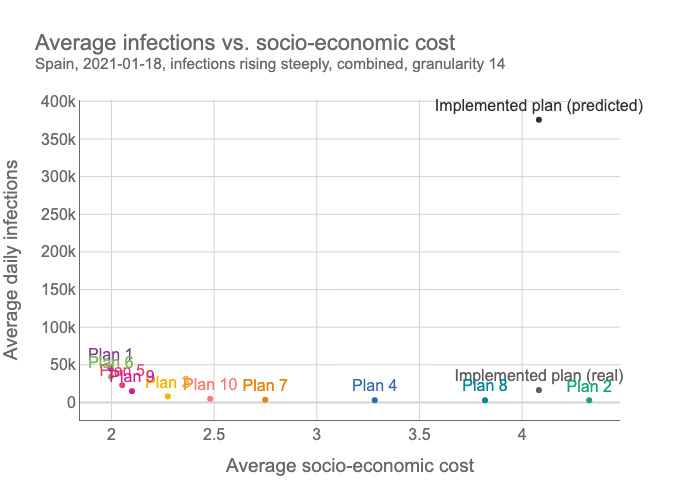 Average infections vs. socio-economic cost
Spain, 2021-01-18, infections rising steeply, combined, granularity 14
400k
350k
300k
250k
200k
150k
100k
50k
0
Average daily infections
Implemented plan (predicted)
Plan 1
Plan 6
Plan 5
Plan 9
Plan 3
Plan 10
Plan 7
Plan 4
Implemented plan (real)
Plan 8
Plan 2
2
2.5
3
3.5
4
Average socio-economic cost